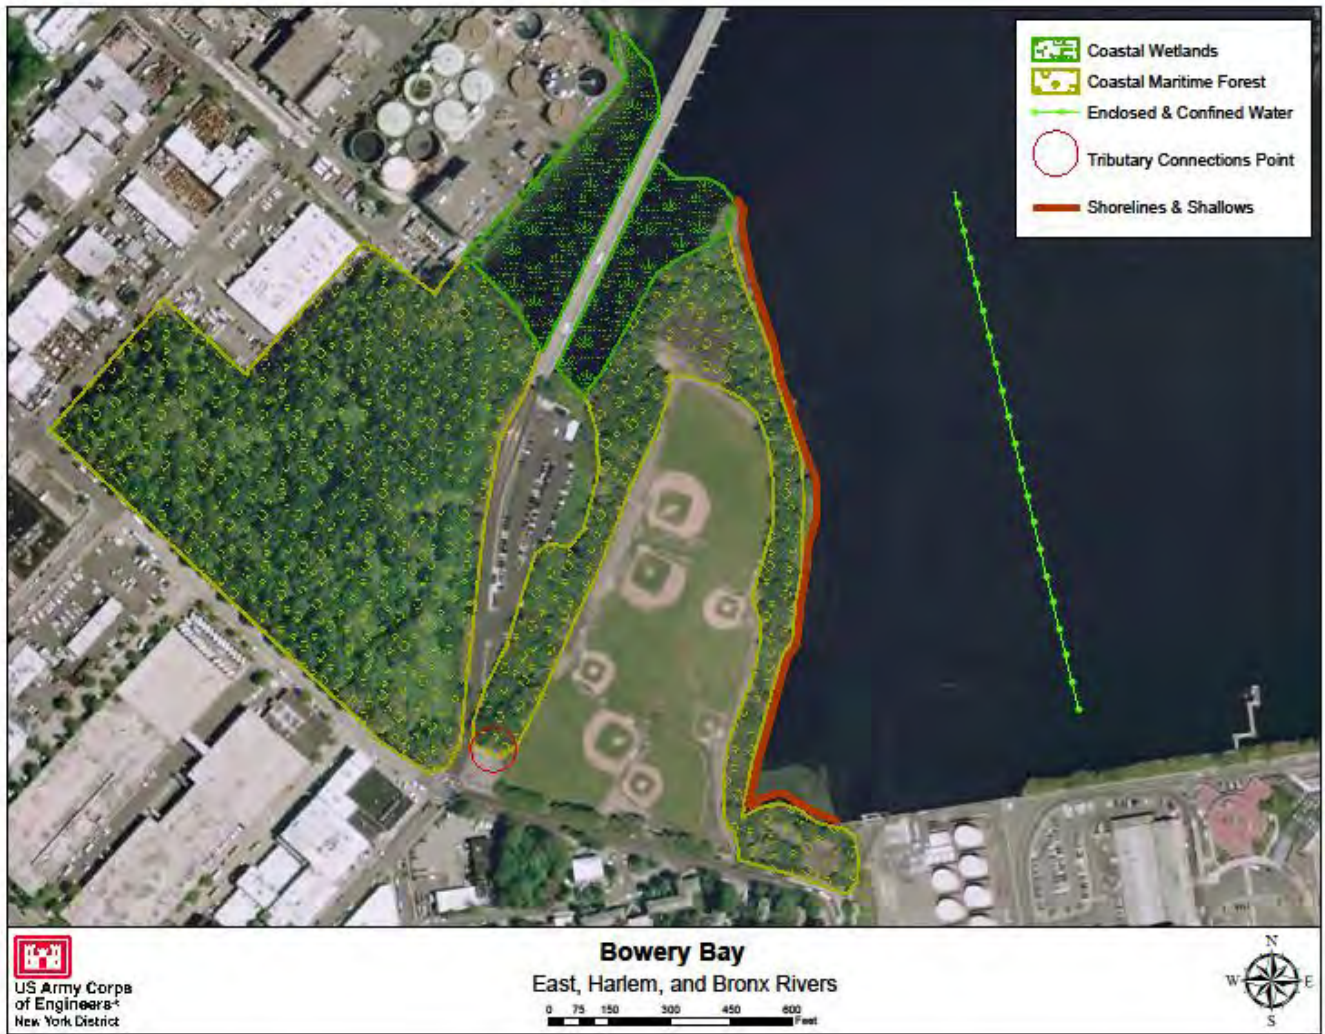 Coastal Wetlands
Coastal Maritime Forest
Enclosed & Confined Water
Tributary Connections Point
Shorelines & Shallows
US Army Corps
of Engineers
New York District
Bowery Bay
East, Harlem, and Bronx Rivers
0 75 150 300 450 600
Feet
N
W E
S